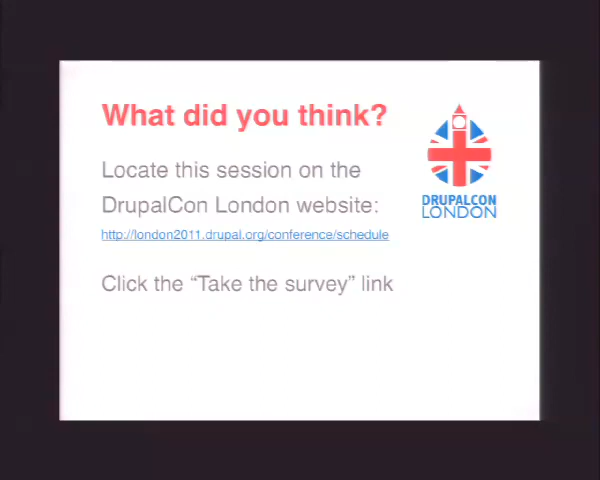 What did you think?
Locate this session on the
DrupalCon London website:
http://london2011.drupal.org/conference/schedule
Click the “Take the survey” link
DRUPALCON
LONDON